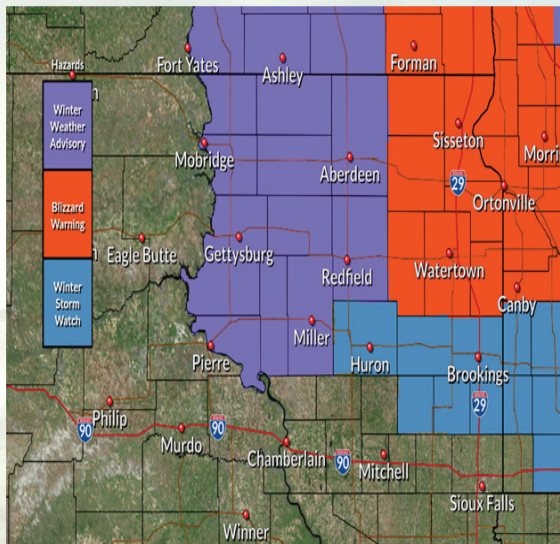 Hazards
Winter
Weather
Advisory
Blizzard
Warning
Winter
Storm
Watch
Fort Yates
Ashley
Forman
Mobridge
Aberdeen
Sisseton
Morri
29
Ortonville
Eagle Butte
Gettysburg
Redfield
Watertown
Canby
Miller
Huron
Pierre
Brookings
29
Philip
90
Murdo
90
Chamberlain
90
Mitchell
Sioux Falls
Winner